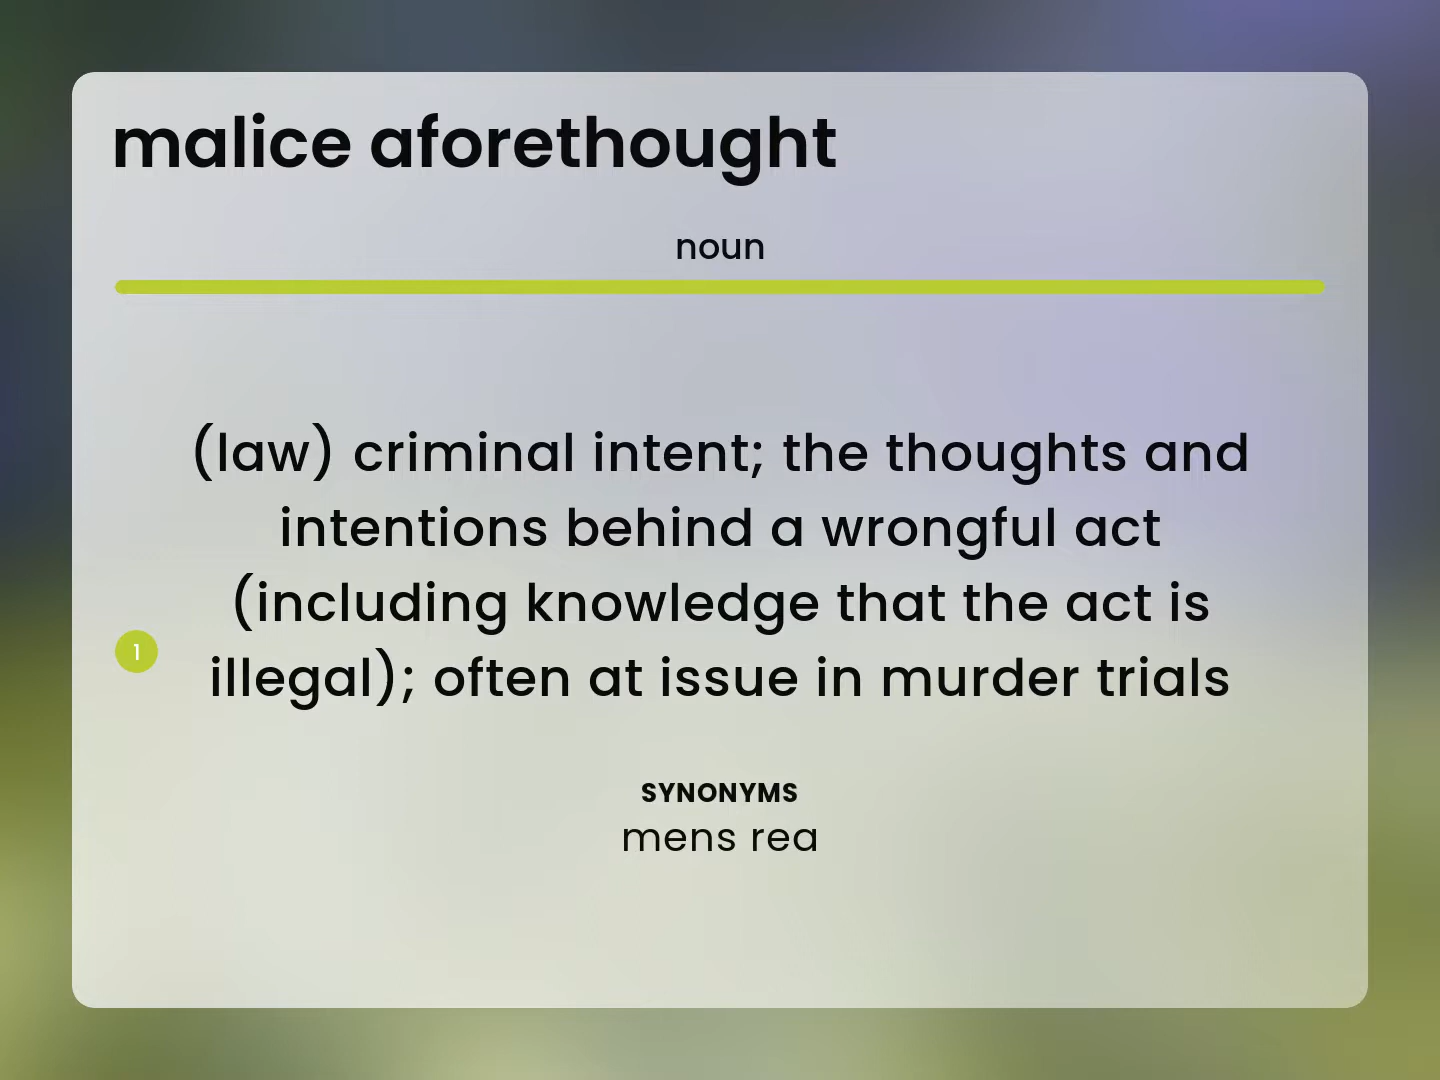 malice aforethought
noun
(law) criminal intent; the thoughts and
intentions behind a wrongful act
(including knowledge that the act is
1
illegal); often at issue in murder trials
SYNONYMS
mens rea